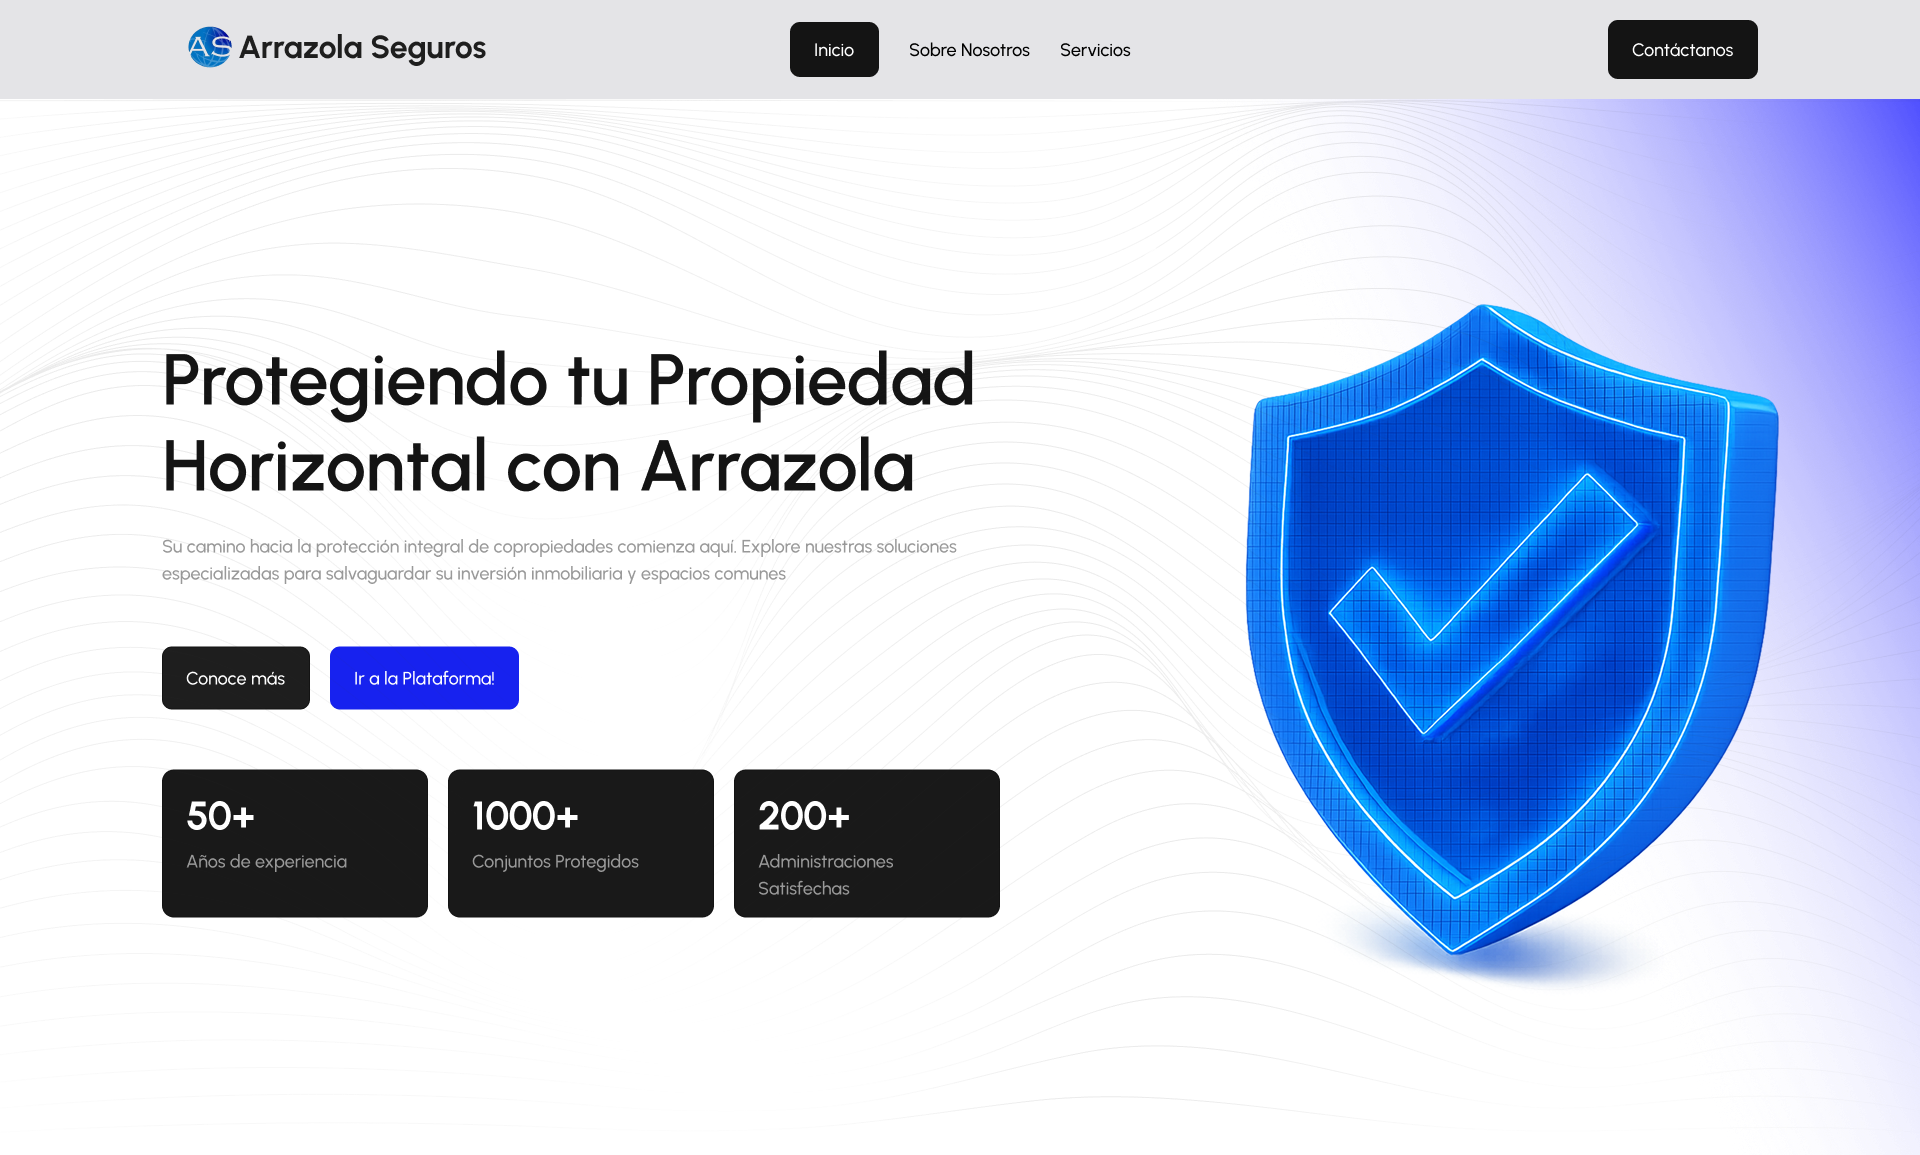 AS Arrazola Seguros
Inicio
Sobre Nosotros
Servicios
Contáctanos
Protegiendo tu Propiedad
Horizontal con Arrazola
Su camino hacia la protección integral de copropiedades comienza aquí. Explore nuestras soluciones
especializadas para salvaguardar su inversión inmobiliaria y espacios comunes
Conoce más
Ir a la Plataforma!
50+
Años de experiencia
1000+
Conjuntos Protegidos
200+
Administraciones
Satisfechas